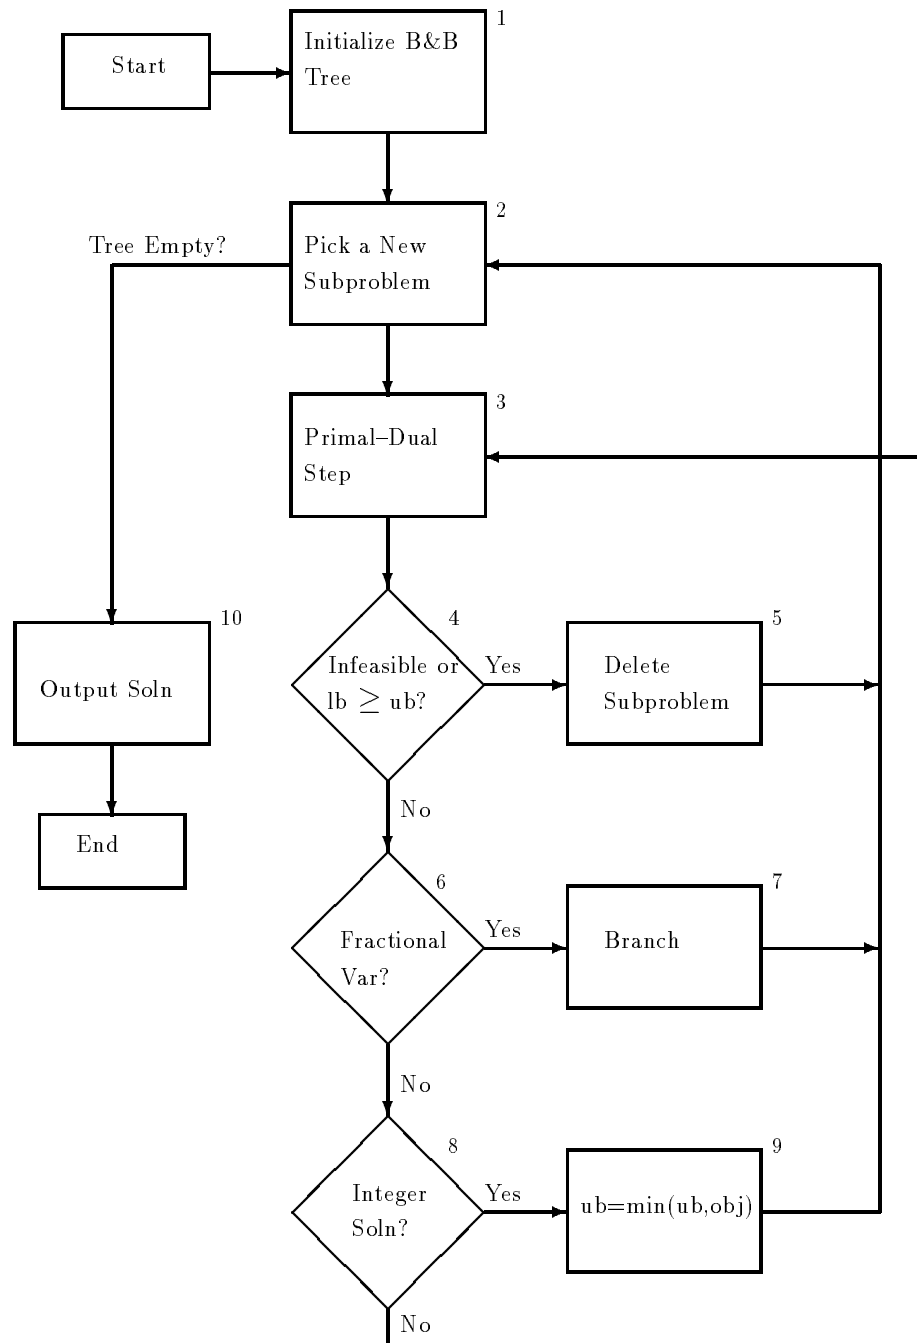 1
Initialize B&B
Tree
Start
2
Pick a New
Subproblem
Tree Empty?
3
Primal–Dual
Step
4
Infeasible or
lb ≥ ub?
Yes
5
Delete
Subproblem
10
Output Soln
No
End
6
Fractional
Var?
Yes
7
Branch
No
8
Integer
Soln?
Yes
9
ub=min(ub,obj)
No